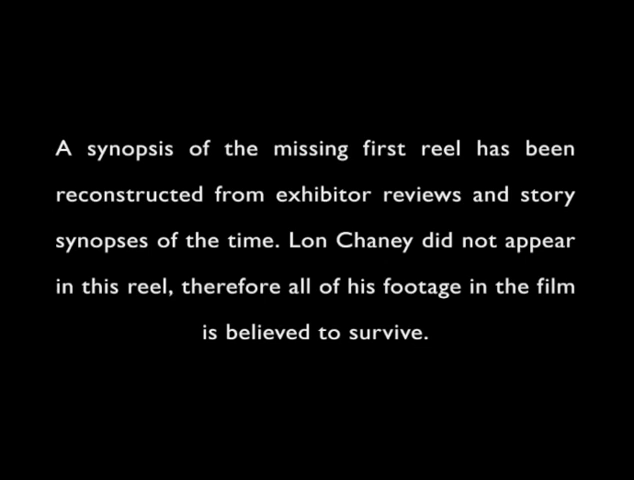 A synopsis of the missing first reel has been
reconstructed from exhibitor reviews and story
synopses of the time. Lon Chaney did not appear
in this reel, therefore all of his footage in the film
is believed to survive.